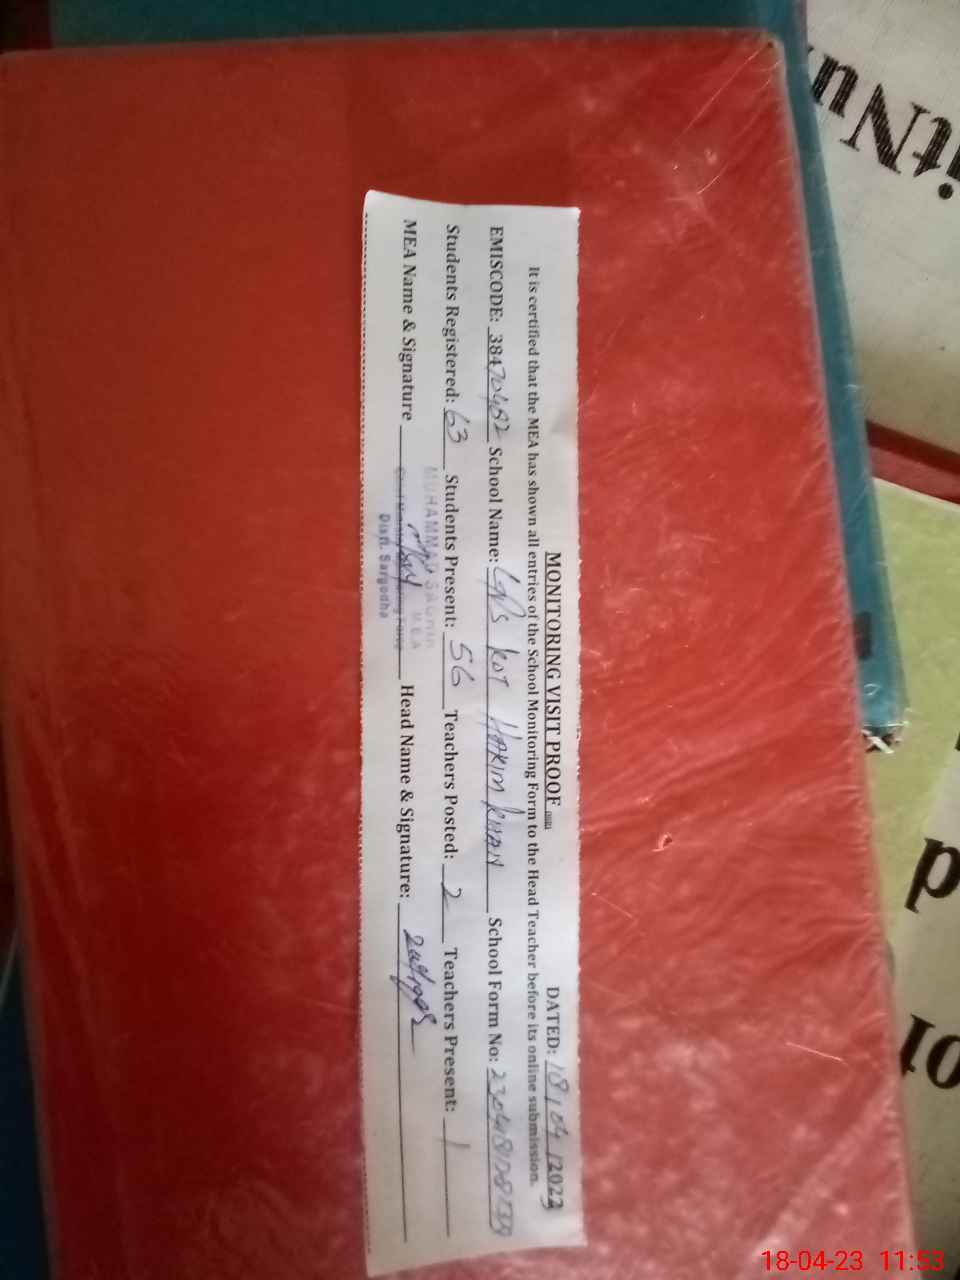 MONITORING VISIT PROOF
DATED: 18/04/2023
It is certified that the MEA has shown all entries of the School Monitoring Form to the Head Teacher before its online submission.
EMISCODE: 38470482 School Name: G/S KOT HAKIM KHAN School Form No:
Students Registered: 63 Students Present: 56 Teachers Posted: 2 Teachers Present: 1
MEA Name & Signature Head Name & Signature:
MUHAMMAD SAGHIR
MEA
Distt. Sargodha
itNu
d
IO
18-04-23 11:53